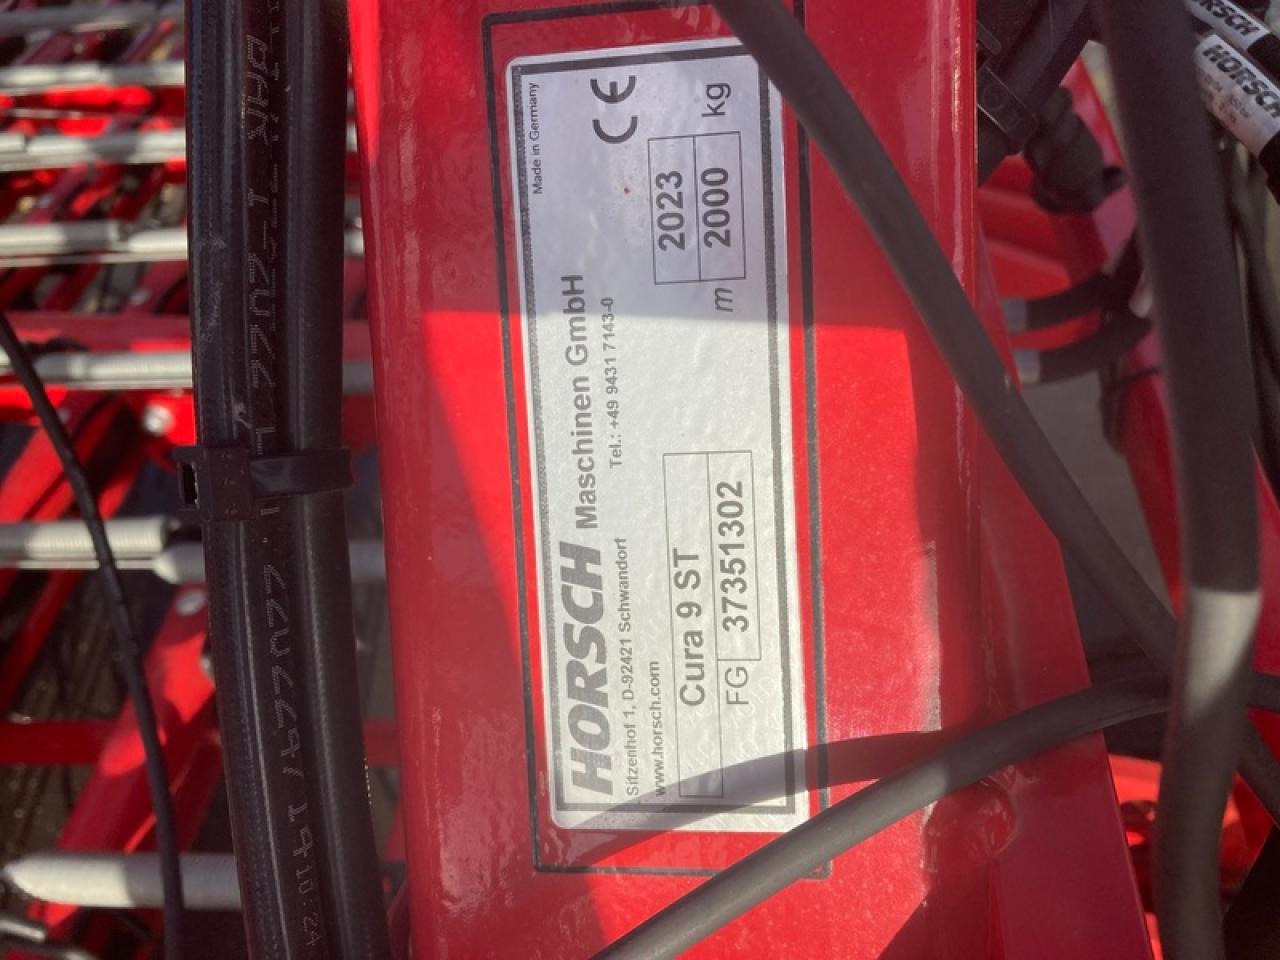 Made in Germany
HORSCH Maschinen GmbH
CE
Sitzenhof 1, D-92421 Schwandorf
Tel.: +49 9431 7143-0
www.horsch.com
Cura 9 ST
2023
FG 37351302
m 2000 kg
HORSCH
HORSCH